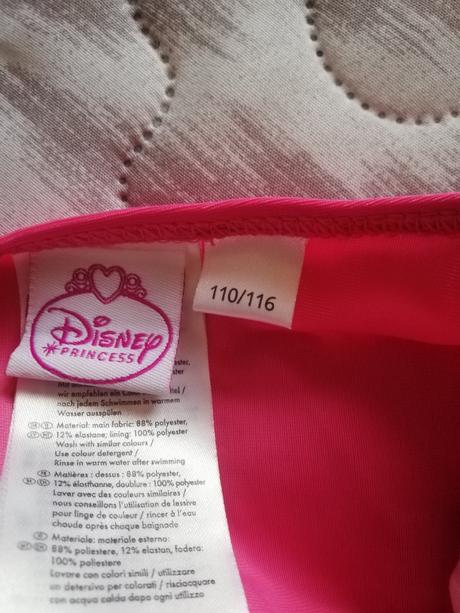 110/116
Disney
PRINCESS
wir empfehlen ein
nach jedem Schwimmen in warmem
Wasser ausspülen
Material: main fabric: 88% polyester,
12% elastane; lining: 100% polyester
Wash with similar colours /
Use colour detergent/
Rinse in warm water after swimming
Matières : dessus : 88% polyester,
12% élasthanne, doublure : 100% polyester
Laver avec des couleurs similaires /
nous conseillons l'utilisation de lessive
pour linge de couleur / rincer à l'eau
chaude après chaque baignade
Materiale: materiale esterno:
88% poliestere, 12% elastan, fodera:
100% poliestere
Lavare con colori simili / utilizzare
un detersivo per colorati / risciacquare
con acqua calda dopo ogni utilizzo